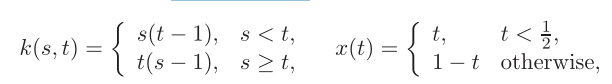 k(s, t) = { s(t − 1), s < t, t(s − 1), s ≥ t, x(t) = { t, t < 1/2, 1 − t otherwise,